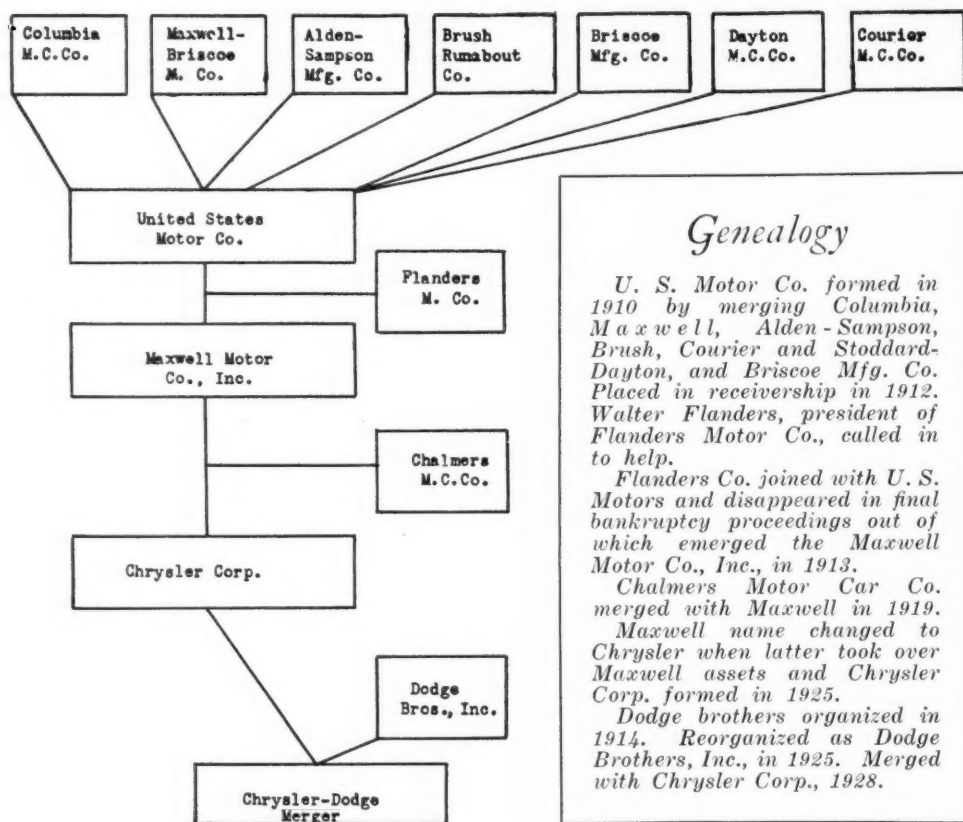 Columbia
M.C.Co.
Maxwell-
Briscoe
M. Co.
Alden-
Sampson
Mfg. Co.
Brush
Runabout
Co.
Briscoe
Mfg. Co.
Dayton
M.C.Co.
Courier
M.C.Co.
United States
Motor Co.
Flanders
M. Co.
Maxwell Motor
Co., Inc.
Chalmers
M.C.Co.
Chrysler Corp.
Dodge
Bros., Inc.
Chrysler-Dodge
Merger
Genealogy
U. S. Motor Co. formed in
1910 by merging Columbia,
Maxwell, Alden-Sampson,
Brush, Courier and Stoddard-
Dayton, and Briscoe Mfg. Co.
Placed in receivership in 1912.
Walter Flanders, president of
Flanders Motor Co., called in
to help.
Flanders Co. joined with U. S.
Motors and disappeared in final
bankruptcy proceedings out of
which emerged the Maxwell
Motor Co., Inc., in 1913.
Chalmers Motor Car Co.
merged with Maxwell in 1919.
Maxwell name changed to
Chrysler when latter took over
Maxwell assets and Chrysler
Corp. formed in 1925.
Dodge brothers organized in
1914. Reorganized as Dodge
Brothers, Inc., in 1925. Merged
with Chrysler Corp., 1928.